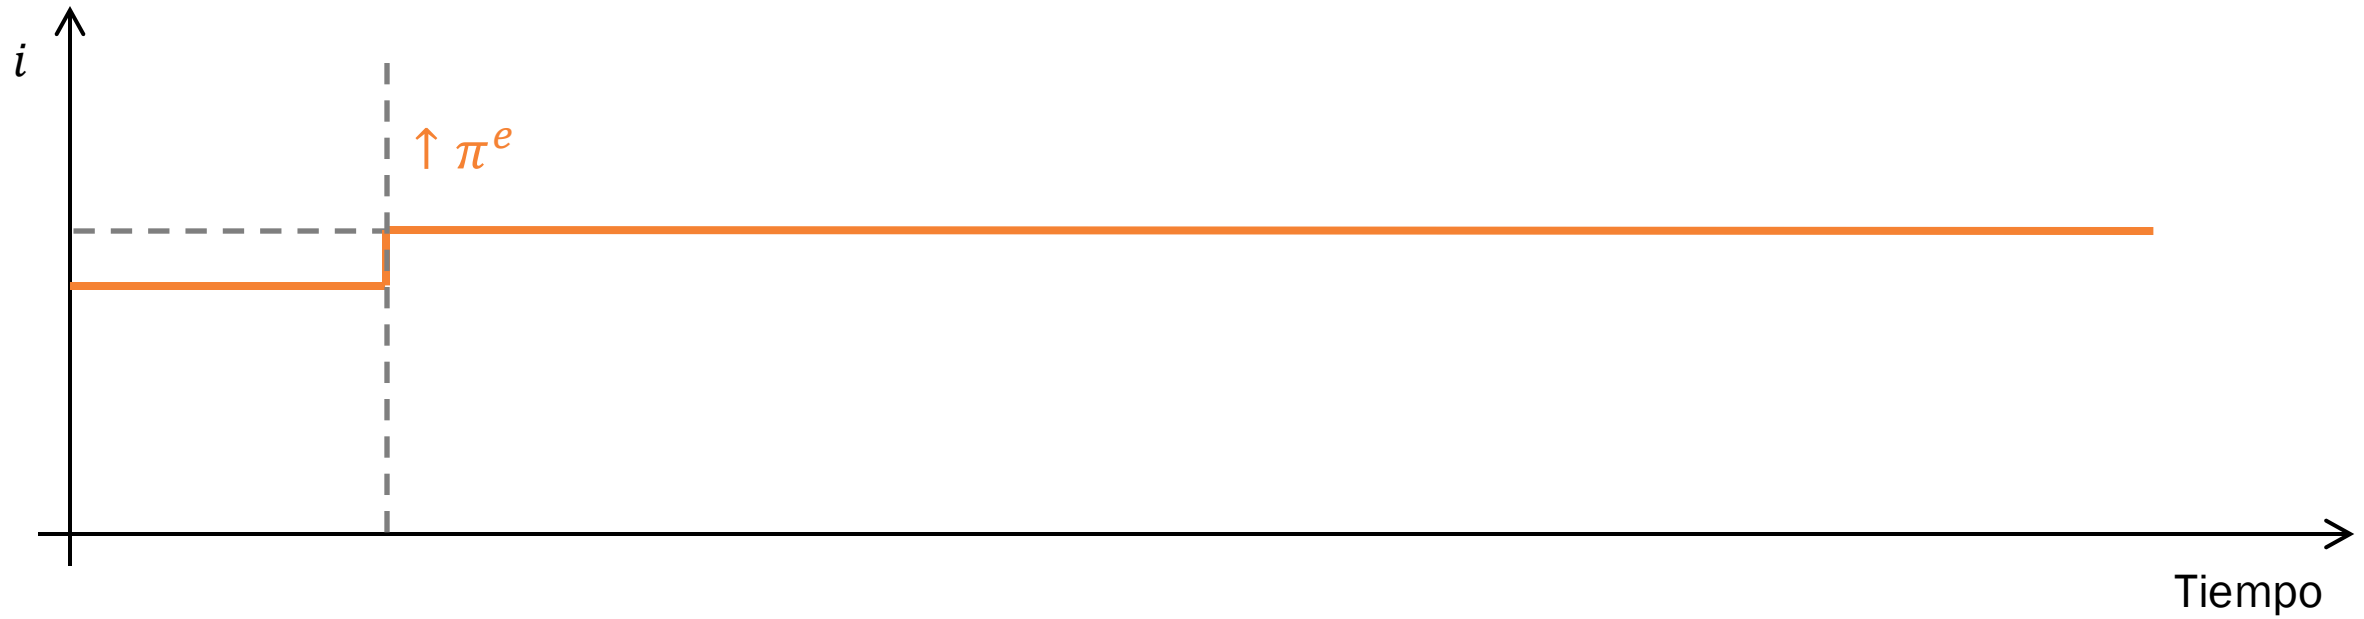 i
↑ πᵉ
Tiempo